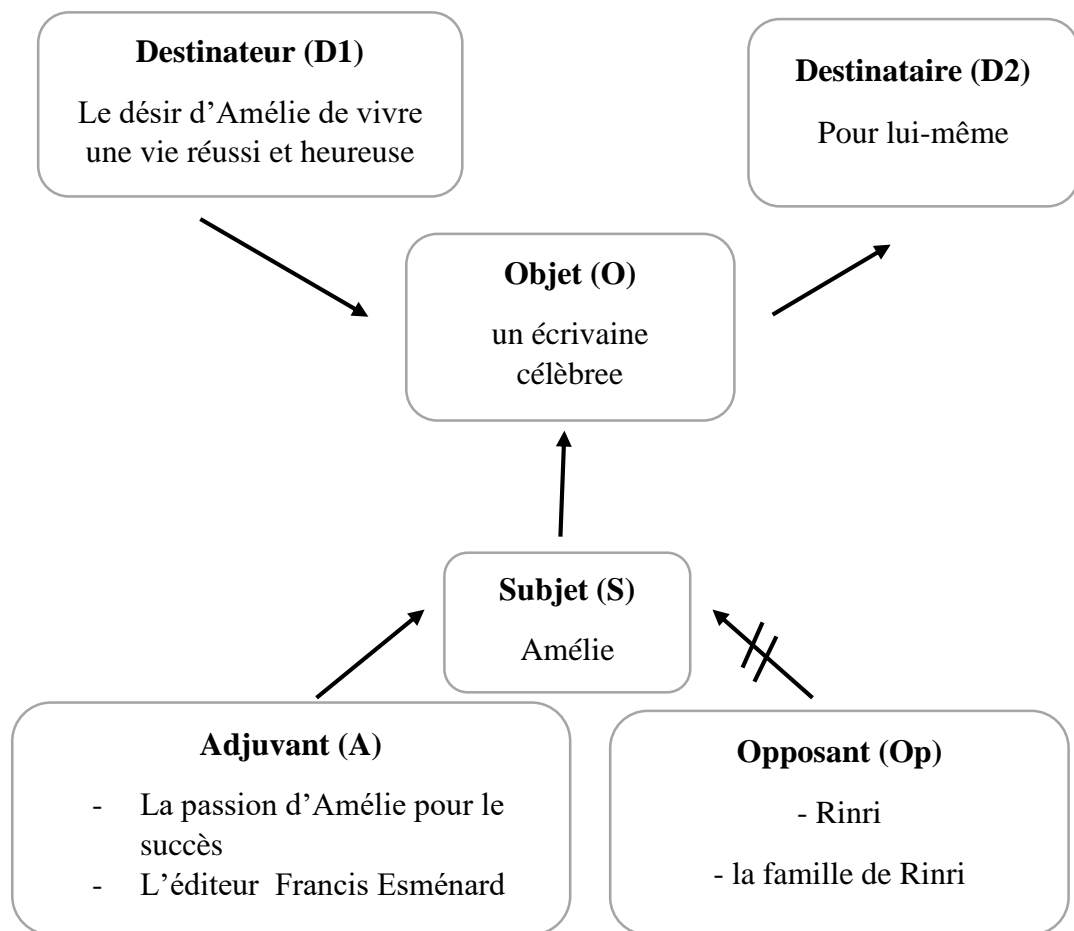 Destinateur (D1)
Le désir d’Amélie de vivre
une vie réussi et heureuse
Destinataire (D2)
Pour lui-même
Objet (O)
un écrivaine
célèbree
Subjet (S)
Amélie
Adjuvant (A)
- La passion d’Amélie pour le
succès
- L’éditeur Francis Esménard
Opposant (Op)
- Rinri
- la famille de Rinri